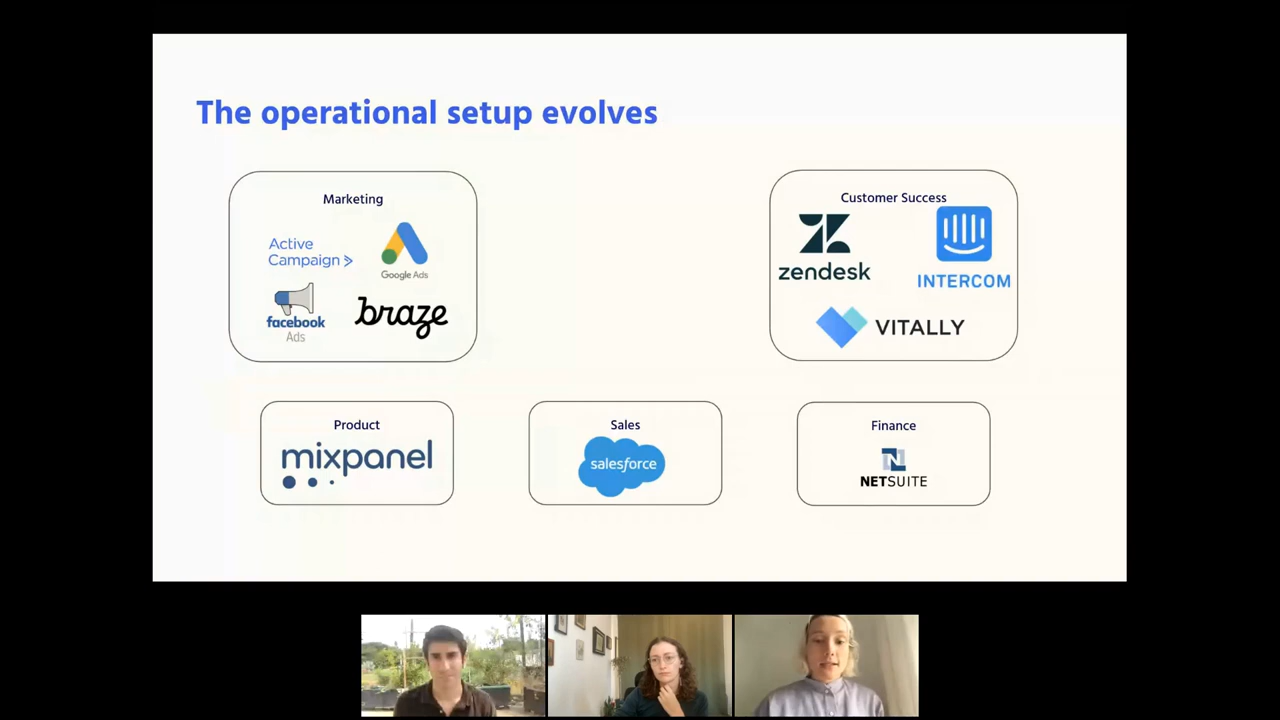 The operational setup evolves
Marketing
Active
Campaign >
Google Ads
facebook
Ads
braze
Customer Success
zendesk
INTERCOM
VITALLY
Product
mixpanel
Sales
salesforce
Finance
N
NETSUITE